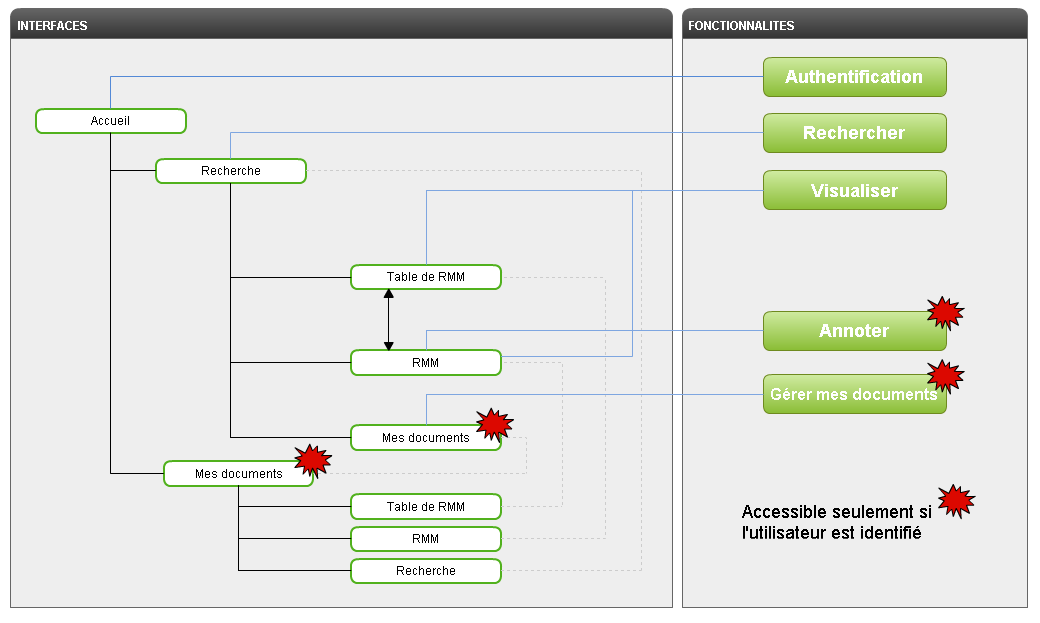 INTERFACES
Accueil
Recherche
Table de RMM
RMM
Mes documents
Mes documents
Table de RMM
RMM
Recherche
FONCTIONNALITES
Authentification
Rechercher
Visualiser
Annoter
Gérer mes documents
Accessible seulement si
l'utilisateur est identifié